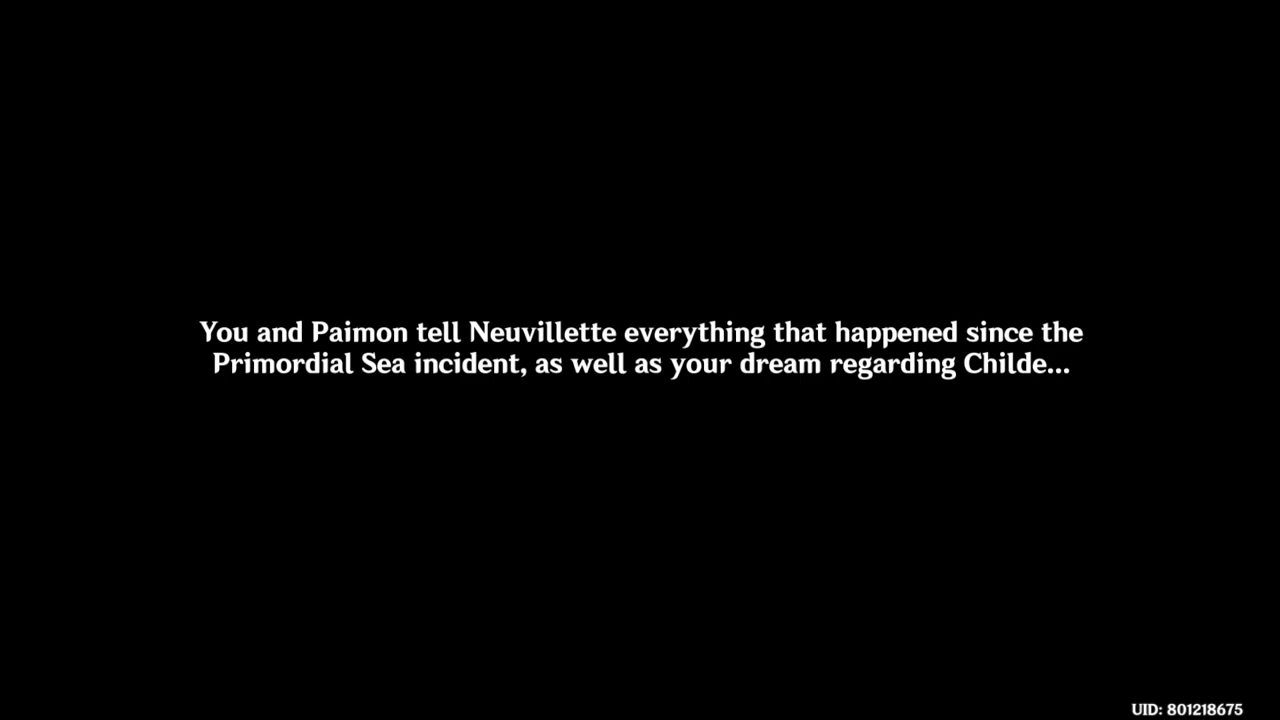 You and Paimon tell Neuvillette everything that happened since the
Primordial Sea incident, as well as your dream regarding Childe...
UID: 801218675